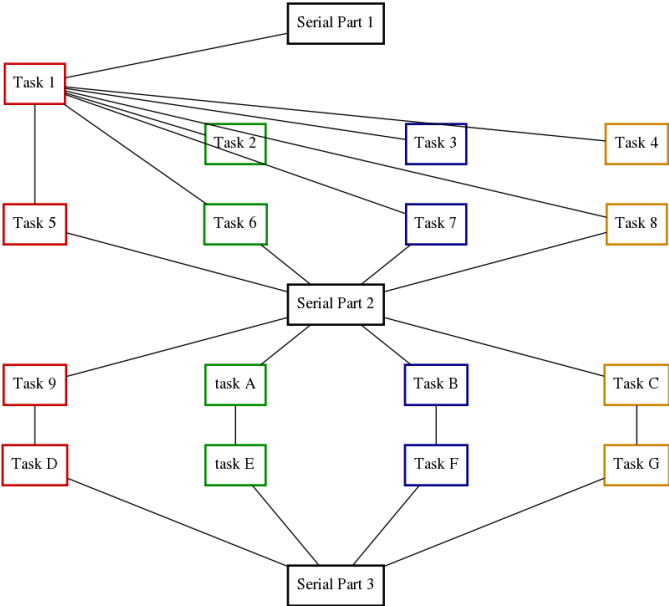 Serial Part 1
Task 1
Task 2
Task 3
Task 4
Task 5
Task 6
Task 7
Task 8
Serial Part 2
Task 9
task A
Task B
Task C
Task D
task E
Task F
Task G
Serial Part 3